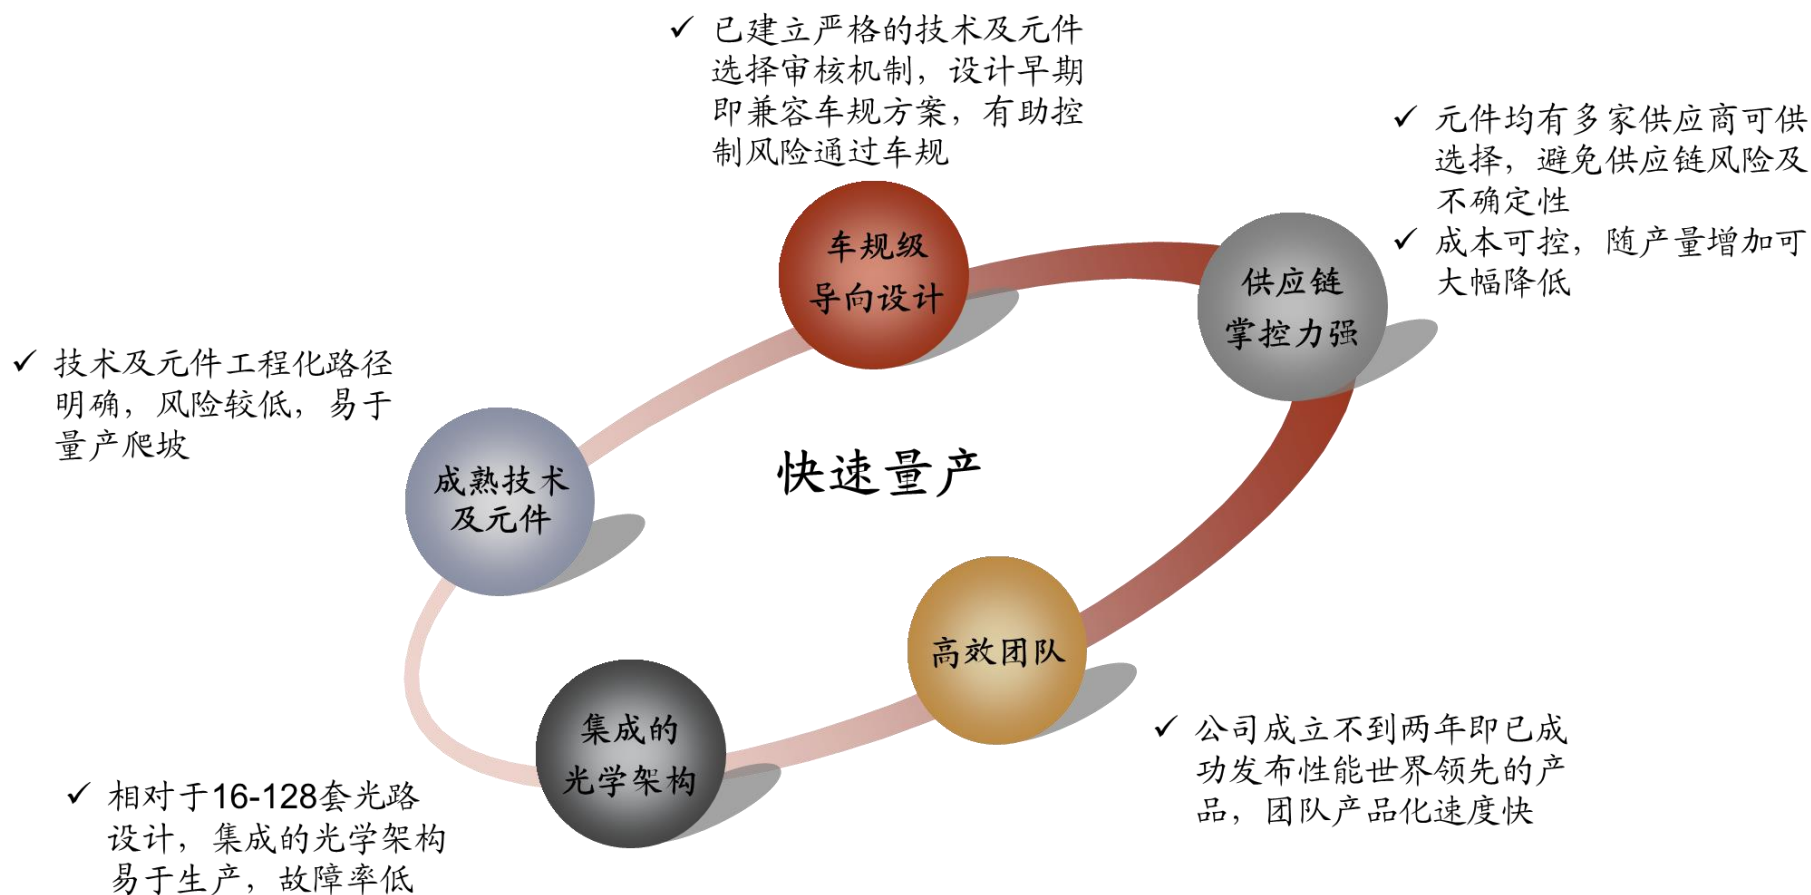 ✓ 已建立严格的技术及元件
选择审核机制，设计早期
即兼容车规方案，有助控
制风险通过车规
✓ 元件均有多家供应商可供
选择，避免供应链风险及
不确定性
✓ 成本可控，随产量增加可
大幅降低
车规级
导向设计
供应链
掌控力强
✓ 技术及元件工程化路径
明确，风险较低，易于
量产爬坡
成熟技术
及元件
快速量产
高效团队
集成的
光学架构
✓ 公司成立不到两年即已成
功发布性能世界领先的产
品，团队产品化速度快
✓ 相对于16-128套光路
设计，集成的光学架构
易于生产，故障率低